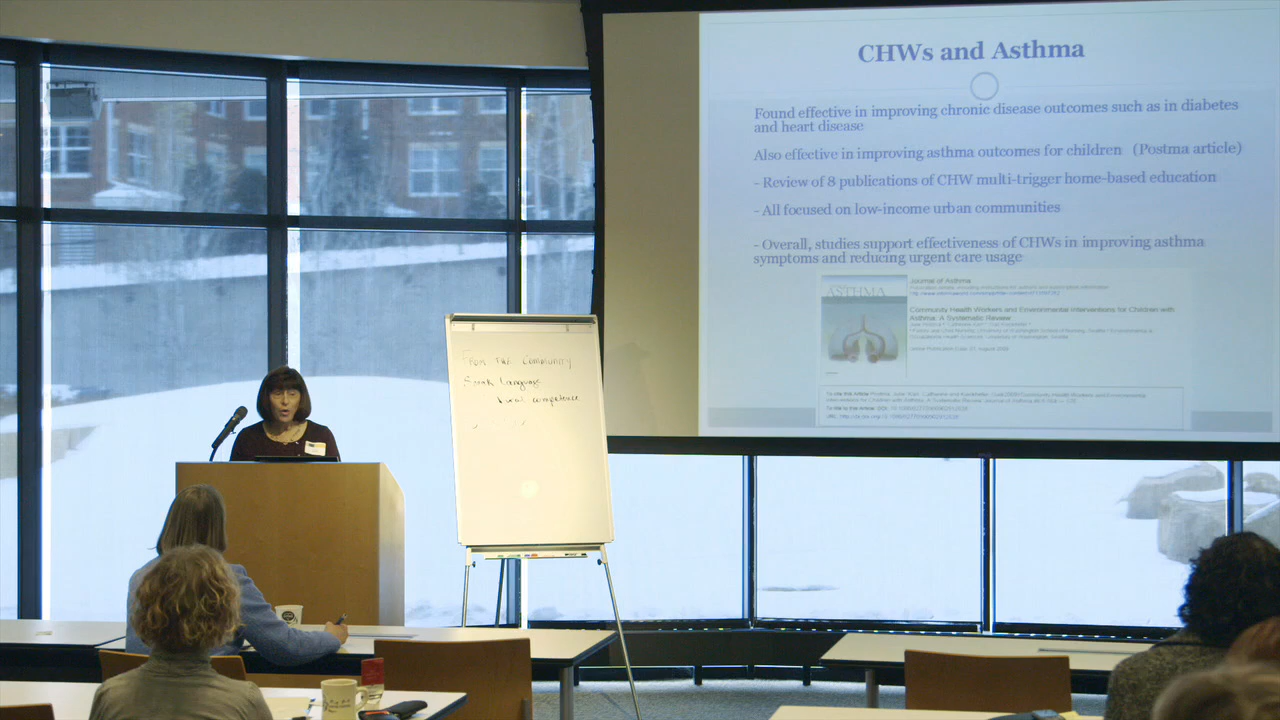 CHWs and Asthma
Found effective in improving chronic disease outcomes such as in diabetes
and heart disease
Also effective in improving asthma outcomes for children (Postma article)
- Review of 8 publications of CHW multi-trigger home-based education
- All focused on low-income urban communities
- Overall, studies support effectiveness of CHWs in improving asthma
symptoms and reducing urgent care usage
ASTHMA
Journal of Asthma
Community Health Workers and Environmental Interventions for Children with
Asthma: A Systematic Review
From the Community
Speak Language
competence